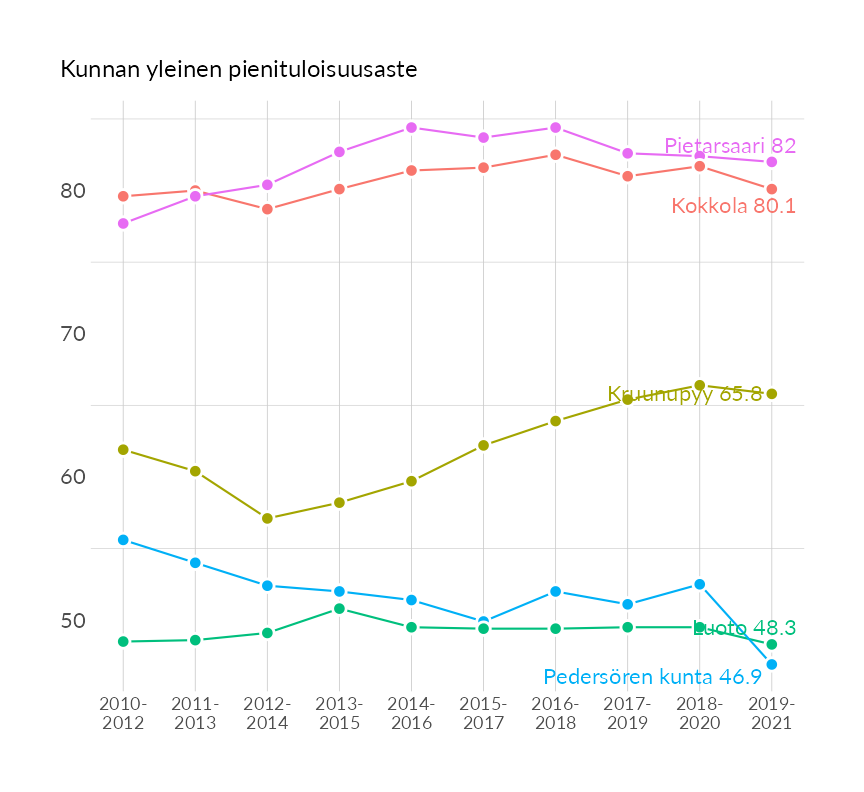 Kunnan yleinen pienituloisuusaste
Pietarsaari 82
80
Kokkola 80.1
70
Kruunupyy 65.8
60
50
Luoto 48.3
Pedersören kunta 46.9
2010- 2011- 2012- 2013- 2014- 2015- 2016- 2017- 2018- 2019-
2012 2013 2014 2015 2016 2017 2018 2019 2020 2021